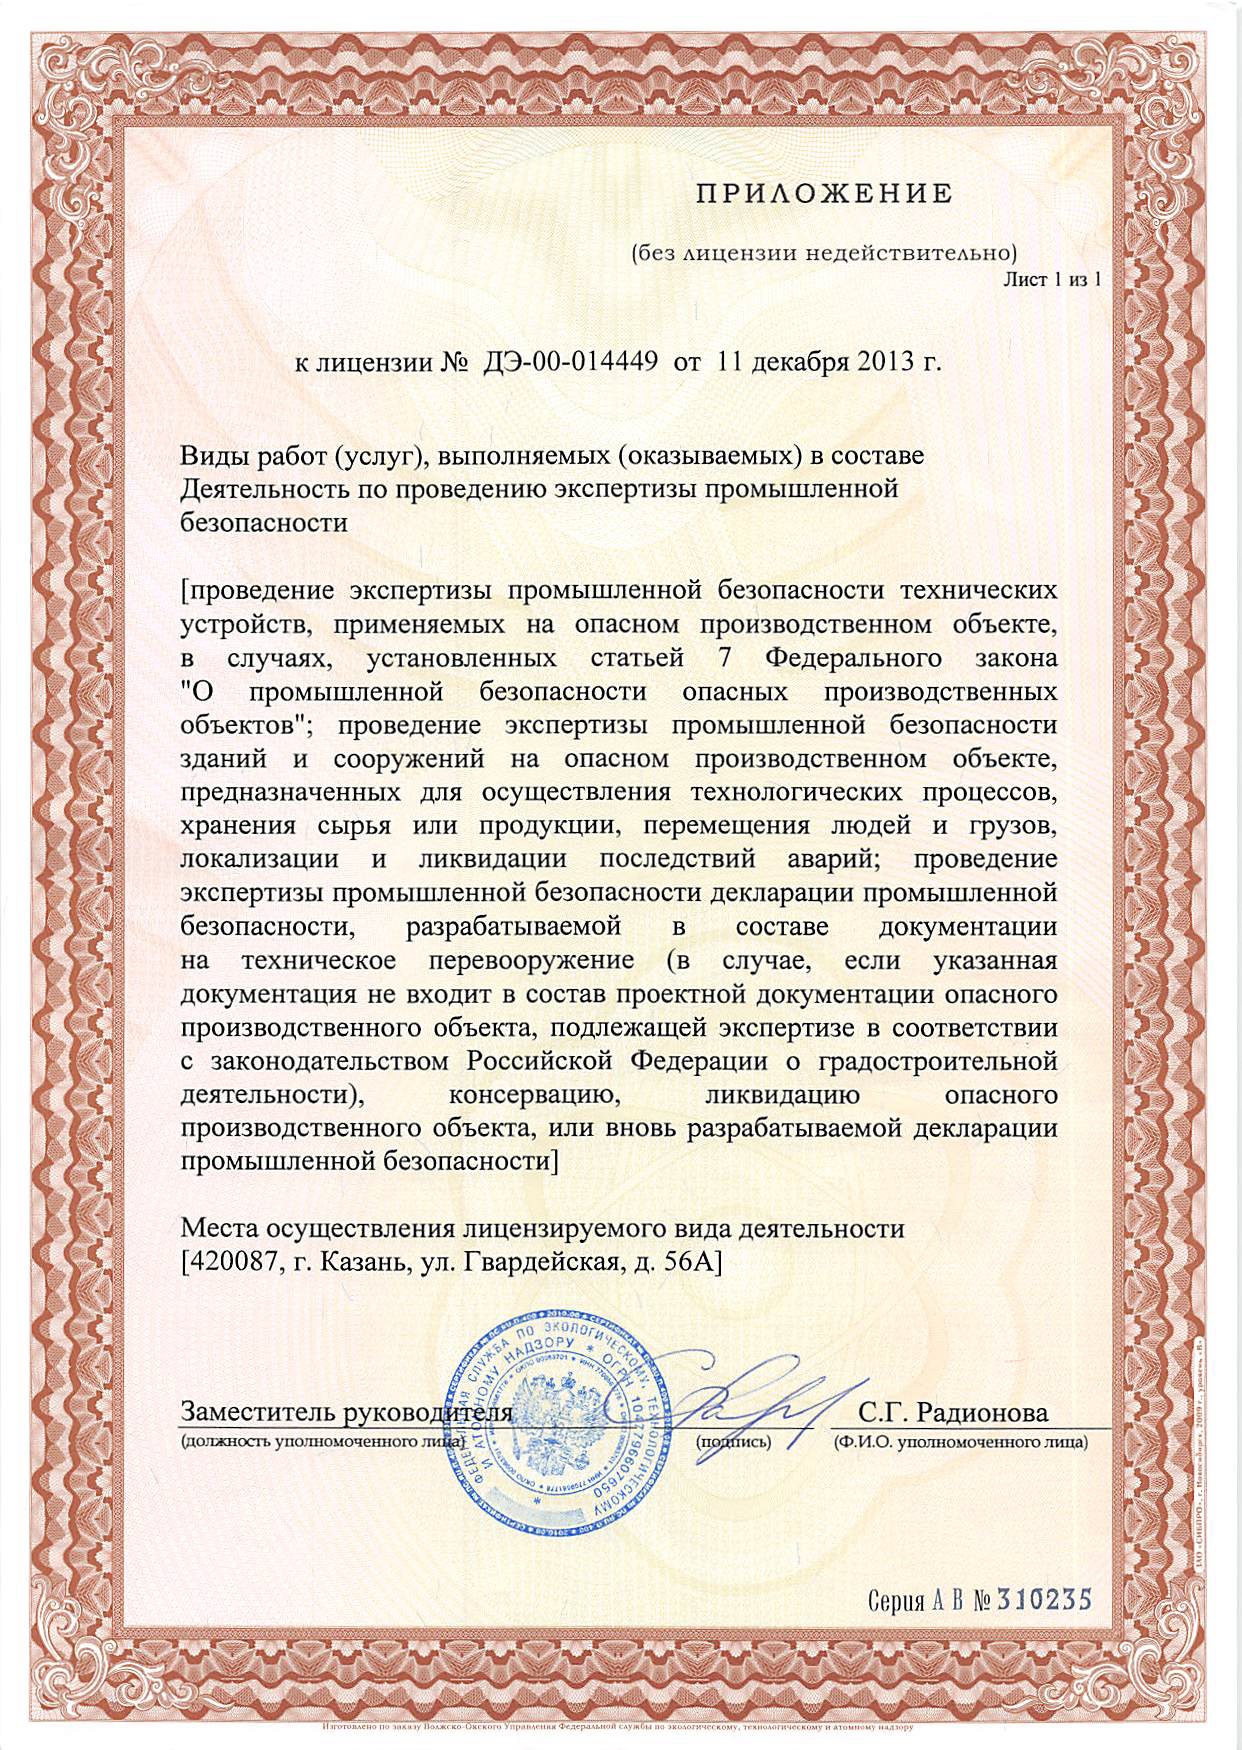 ПРИЛОЖЕНИЕ
(без лицензии недействительно)
Лист 1 из 1
к лицензии № ДЭ-00-014449 от 11 декабря 2013 г.
Виды работ (услуг), выполняемых (оказываемых) в составе
Деятельность по проведению экспертизы промышленной
безопасности
[проведение экспертизы промышленной безопасности технических
устройств, применяемых на опасном производственном объекте,
в случаях, установленных статьей 7 Федерального закона
"О промышленной безопасности опасных производственных
объектов"; проведение экспертизы промышленной безопасности
зданий и сооружений на опасном производственном объекте,
предназначенных для осуществления технологических процессов,
хранения сырья или продукции, перемещения людей и грузов,
локализации и ликвидации последствий аварий; проведение
экспертизы промышленной безопасности декларации промышленной
безопасности, разрабатываемой в составе документации
на техническое перевооружение (в случае, если указанная
документация не входит в состав проектной документации опасного
производственного объекта, подлежащей экспертизе в соответствии
с законодательством Российской Федерации о градостроительной
деятельности), консервацию, ликвидацию опасного
производственного объекта, или вновь разрабатываемой декларации
промышленной безопасности]
Места осуществления лицензируемого вида деятельности
[420087, г. Казань, ул. Гвардейская, д. 56А]
ФЕДЕРАЛЬНАЯ СЛУЖБА ПО ЭКОЛОГИЧЕСКОМУ, ТЕХНОЛОГИЧЕСКОМУ
И АТОМНОМУ НАДЗОРУ * ОГРН 1047796607650
Заместитель руководителя С.Г. Радионова
(должность уполномоченного лица) (подпись) (Ф.И.О. уполномоченного лица)
Серия А В № 310235
ЗАО «СИБПРО», г. Новосибирск, 2009 г., уровень «В»
Изготовлено по заказу Волжско-Окского Управления Федеральной службы по экологическому, технологическому и атомному надзору